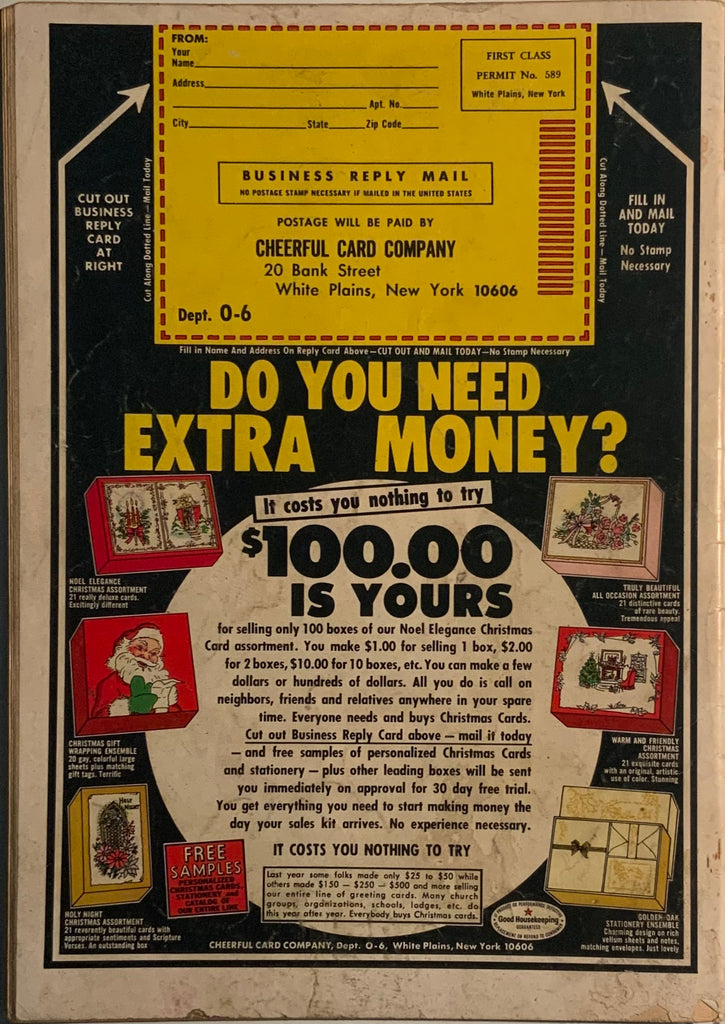 FROM:
Your
Name
Address
Apt. No.
City State Zip Code
FIRST CLASS
PERMIT No. 589
White Plains, New York
BUSINESS REPLY MAIL
NO POSTAGE STAMP NECESSARY IF MAILED IN THE UNITED STATES
POSTAGE WILL BE PAID BY
CHEERFUL CARD COMPANY
20 Bank Street
White Plains, New York 10606
Dept. O-6
Cut Along Dotted Line—Mail Today
Cut Along Dotted Line—Mail Today
CUT OUT
BUSINESS
REPLY
CARD
AT
RIGHT
FILL IN
AND MAIL
TODAY
No Stamp
Necessary
Fill in Name And Address On Reply Card Above—CUT OUT AND MAIL TODAY—No Stamp Necessary
DO YOU NEED
EXTRA MONEY?
It costs you nothing to try
$100.00
IS YOURS
for selling only 100 boxes of our Noel Elegance Christmas
Card assortment. You make $1.00 for selling 1 box, $2.00
for 2 boxes, $10.00 for 10 boxes, etc. You can make a few
dollars or hundreds of dollars. All you do is call on
neighbors, friends and relatives anywhere in your spare
time. Everyone needs and buys Christmas Cards.
Cut out Business Reply Card above — mail it today
— and free samples of personalized Christmas Cards
and stationery — plus other leading boxes will be sent
you immediately on approval for 30 day free trial.
You get everything you need to start making money the
day your sales kit arrives. No experience necessary.
IT COSTS YOU NOTHING TO TRY
Last year some folks made only $25 to $50 while
others made $150 — $250 — $500 and more selling
our entire line of greeting cards. Many church
groups, organizations, schools, lodges, etc. do
this year after year. Everybody buys Christmas cards.
NOEL ELEGANCE
CHRISTMAS ASSORTMENT
21 really deluxe cards.
Excitingly different
CHRISTMAS GIFT
WRAPPING ENSEMBLE
20 gay, colorful large
sheets plus matching
gift tags. Terrific
Holy
Night
HOLY NIGHT
CHRISTMAS ASSORTMENT
21 reverently beautiful cards with
appropriate sentiments and Scripture
Verses. An outstanding box
FREE
SAMPLES
PERSONALIZED
CHRISTMAS CARDS,
STATIONERY and
CATALOG OF
OUR ENTIRE LINE
TRULY BEAUTIFUL
ALL OCCASION ASSORTMENT
21 distinctive cards
of rare beauty.
Tremendous appeal
WARM AND FRIENDLY
CHRISTMAS
ASSORTMENT
21 exquisite cards
with an original, artistic
use of color. Stunning
Good Housekeeping
GUARANTEES
GOLDEN OAK
STATIONERY ENSEMBLE
Charming design on rich
vellum sheets and notes,
matching envelopes. Just lovely
CHEERFUL CARD COMPANY, Dept. O-6, White Plains, New York 10606